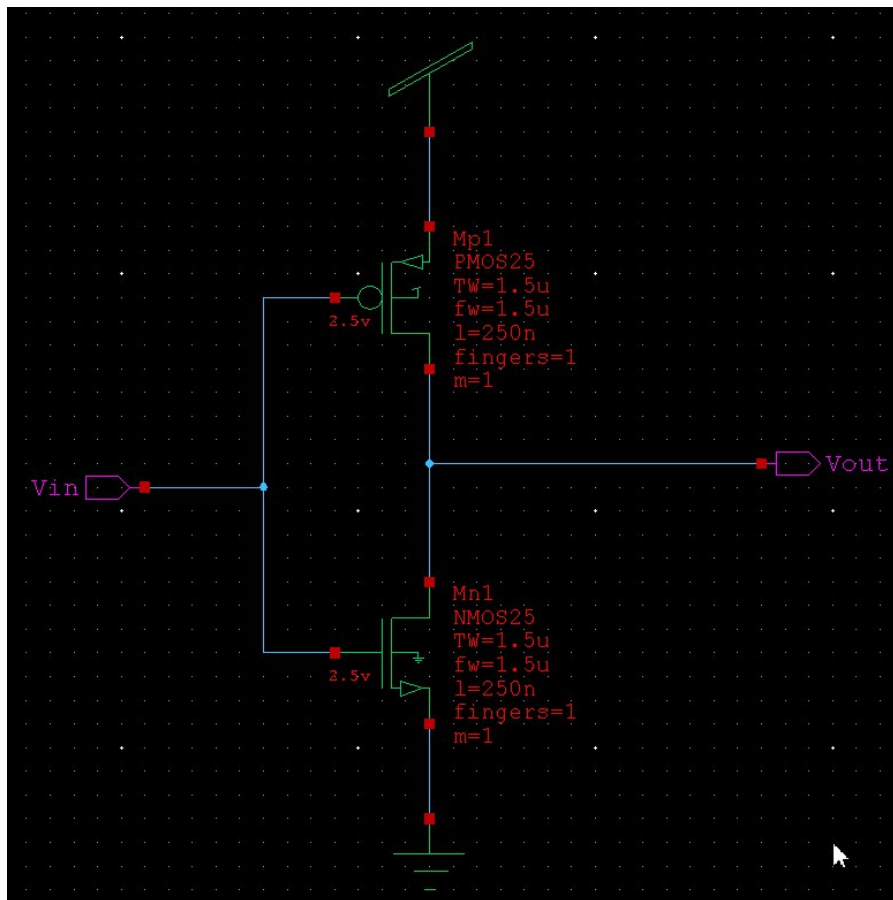 Mp1
PMOS25
TW=1.5u
fw=1.5u
2.5v
l=250n
fingers=1
m=1
Vout
Vin
Mn1
NMOS25
TW=1.5u
fw=1.5u
2.5v
l=250n
fingers=1
m=1